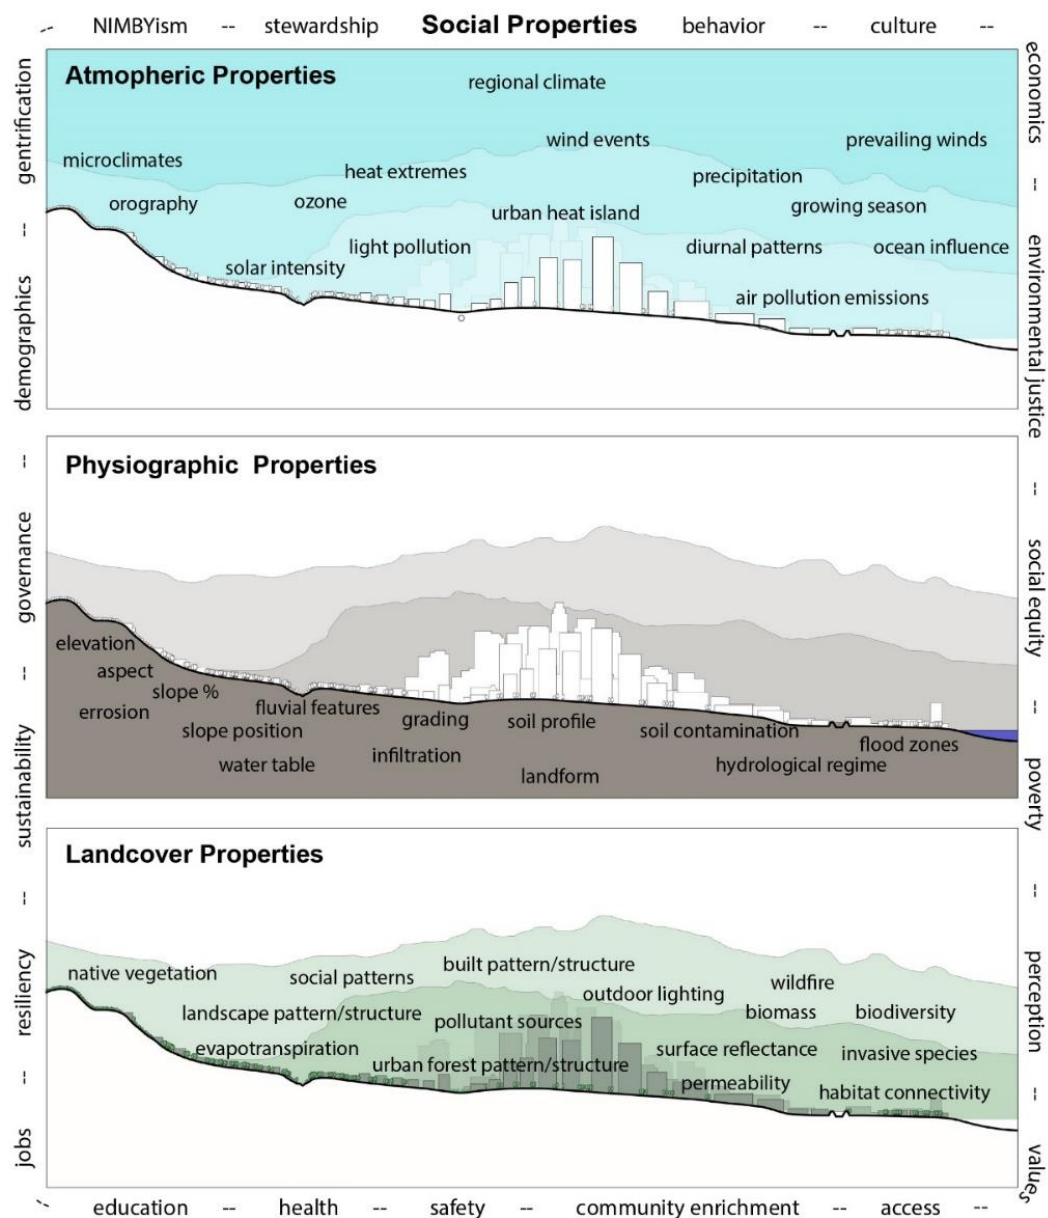 -- NIMBYism -- stewardship Social Properties behavior -- culture --
gentrification -- demographics -- governance -- sustainability -- resiliency -- jobs
economics -- environmental justice -- social equity -- poverty -- perception -- values
Atmopheric Properties
regional climate
wind events
prevailing winds
microclimates
heat extremes
precipitation
orography
ozone
urban heat island
growing season
light pollution
diurnal patterns
ocean influence
solar intensity
air pollution emissions
Physiographic Properties
elevation
aspect
slope %
errosion
fluvial features
grading
soil profile
soil contamination
flood zones
slope position
water table
infiltration
landform
hydrological regime
Landcover Properties
native vegetation
social patterns
built pattern/structure
wildfire
outdoor lighting
landscape pattern/structure
pollutant sources
biomass
biodiversity
evapotranspiration
urban forest pattern/structure
surface reflectance
invasive species
permeability
habitat connectivity
-- education -- health -- safety -- community enrichment -- access --